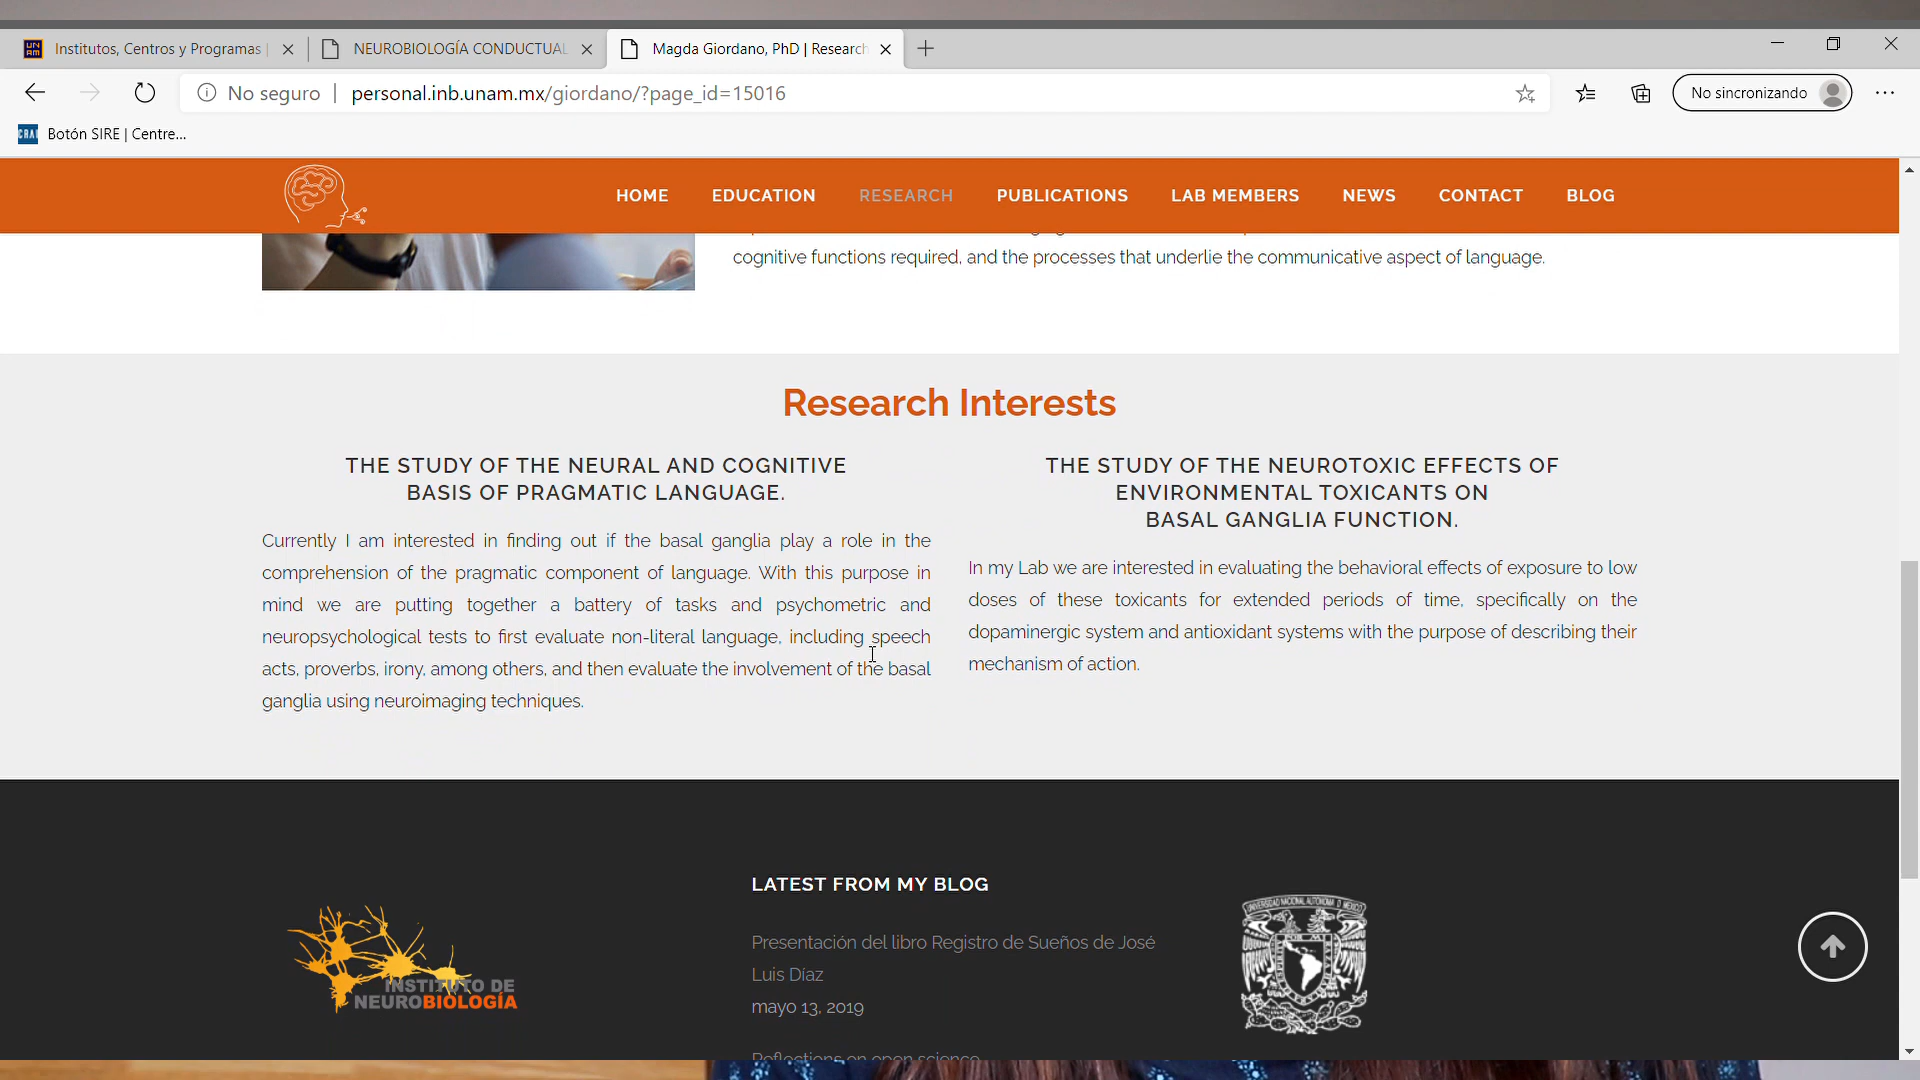 Institutos, Centros y Programas |
NEUROBIOLOGÍA CONDUCTUAL
Magda Giordano, PhD | Research
No seguro
personal.inb.unam.mx/giordano/?page_id=15016
No sincronizando
CRAI
Botón SIRE | Centre...
HOME
EDUCATION
RESEARCH
PUBLICATIONS
LAB MEMBERS
NEWS
CONTACT
BLOG
cognitive functions required, and the processes that underlie the communicative aspect of language.
Research Interests
THE STUDY OF THE NEURAL AND COGNITIVE
BASIS OF PRAGMATIC LANGUAGE.
Currently I am interested in finding out if the basal ganglia play a role in the
comprehension of the pragmatic component of language. With this purpose in
mind we are putting together a battery of tasks and psychometric and
neuropsychological tests to first evaluate non-literal language, including speech
acts, proverbs, irony, among others, and then evaluate the involvement of the basal
ganglia using neuroimaging techniques.
THE STUDY OF THE NEUROTOXIC EFFECTS OF
ENVIRONMENTAL TOXICANTS ON
BASAL GANGLIA FUNCTION.
In my Lab we are interested in evaluating the behavioral effects of exposure to low
doses of these toxicants for extended periods of time, specifically on the
dopaminergic system and antioxidant systems with the purpose of describing their
mechanism of action.
INSTITUTO DE
NEUROBIOLOGÍA
LATEST FROM MY BLOG
Presentación del libro Registro de Sueños de José
Luis Díaz
mayo 13, 2019
Reflections on open science